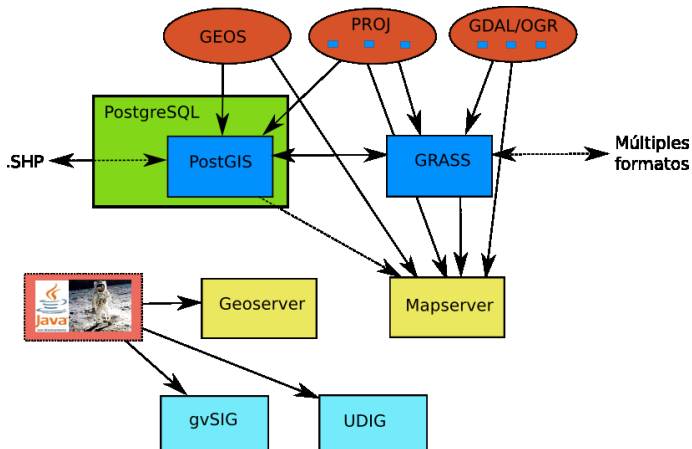 GEOS
PROJ
GDAL/OGR
PostgreSQL
.SHP
PostGIS
GRASS
Múltiples
formatos
Java
Geoserver
Mapserver
gvSIG
UDIG